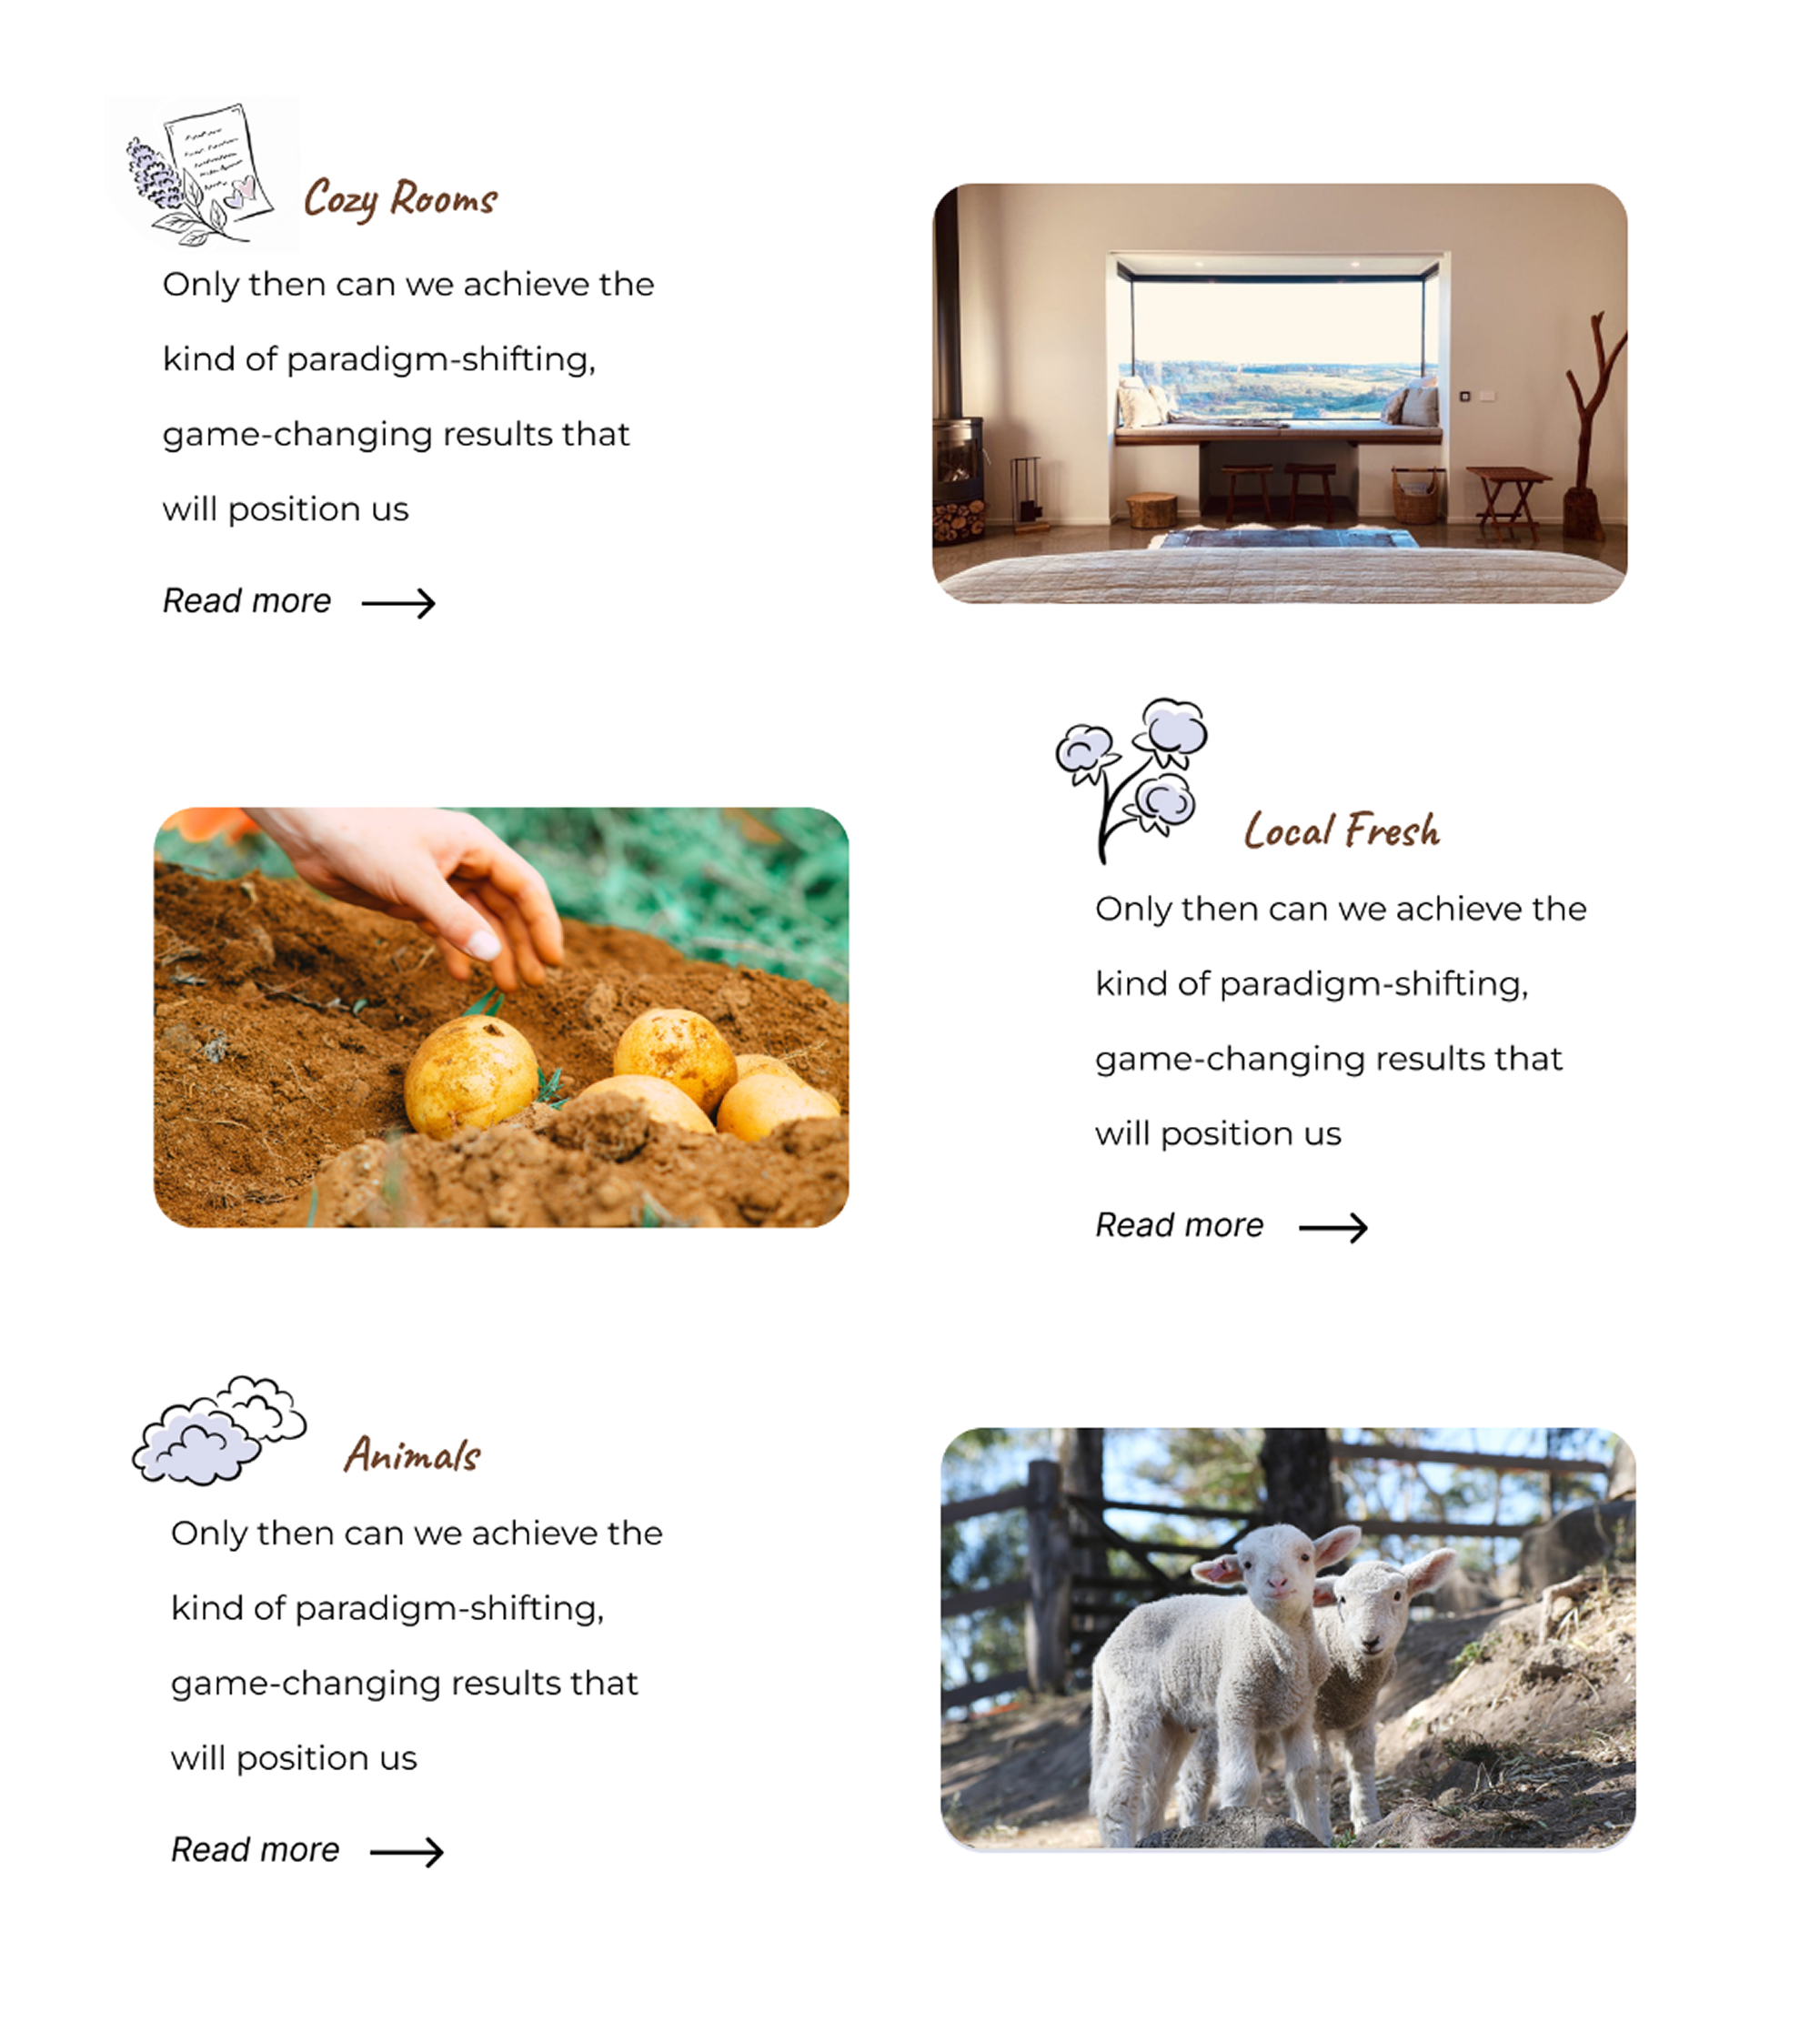 Cozy Rooms
Only then can we achieve the
kind of paradigm-shifting,
game-changing results that
will position us
Read more
Local Fresh
Only then can we achieve the
kind of paradigm-shifting,
game-changing results that
will position us
Read more
Animals
Only then can we achieve the
kind of paradigm-shifting,
game-changing results that
will position us
Read more